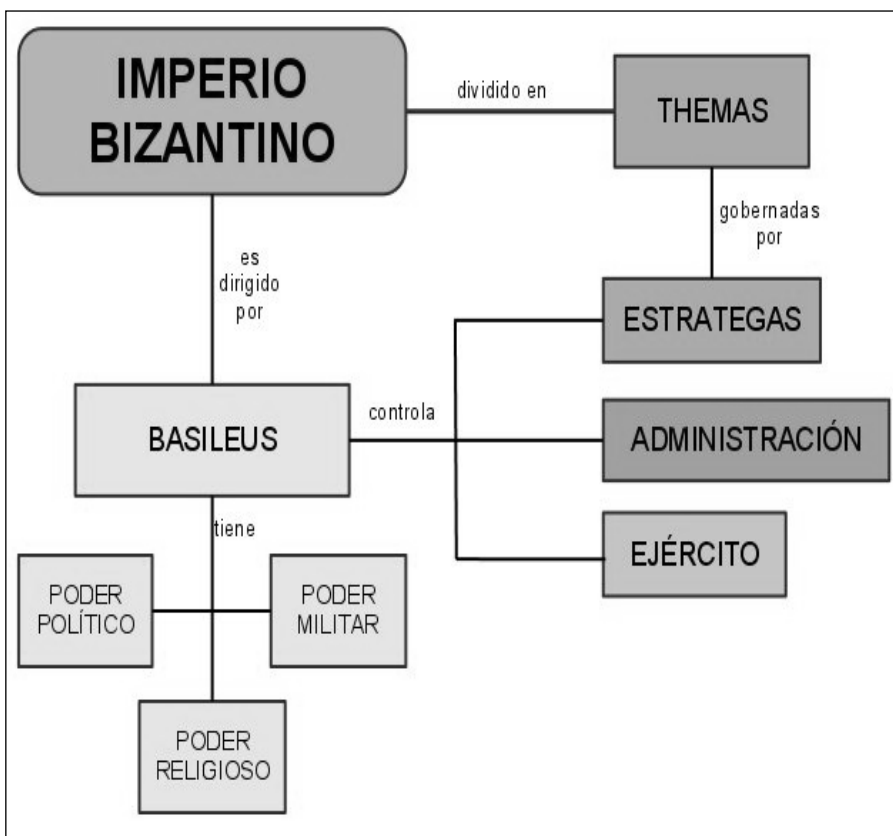 IMPERIO
BIZANTINO
dividido en
THEMAS
gobernadas
por
es
dirigido
por
ESTRATEGAS
BASILEUS
controla
ADMINISTRACIÓN
tiene
EJÉRCITO
PODER
POLÍTICO
PODER
MILITAR
PODER
RELIGIOSO